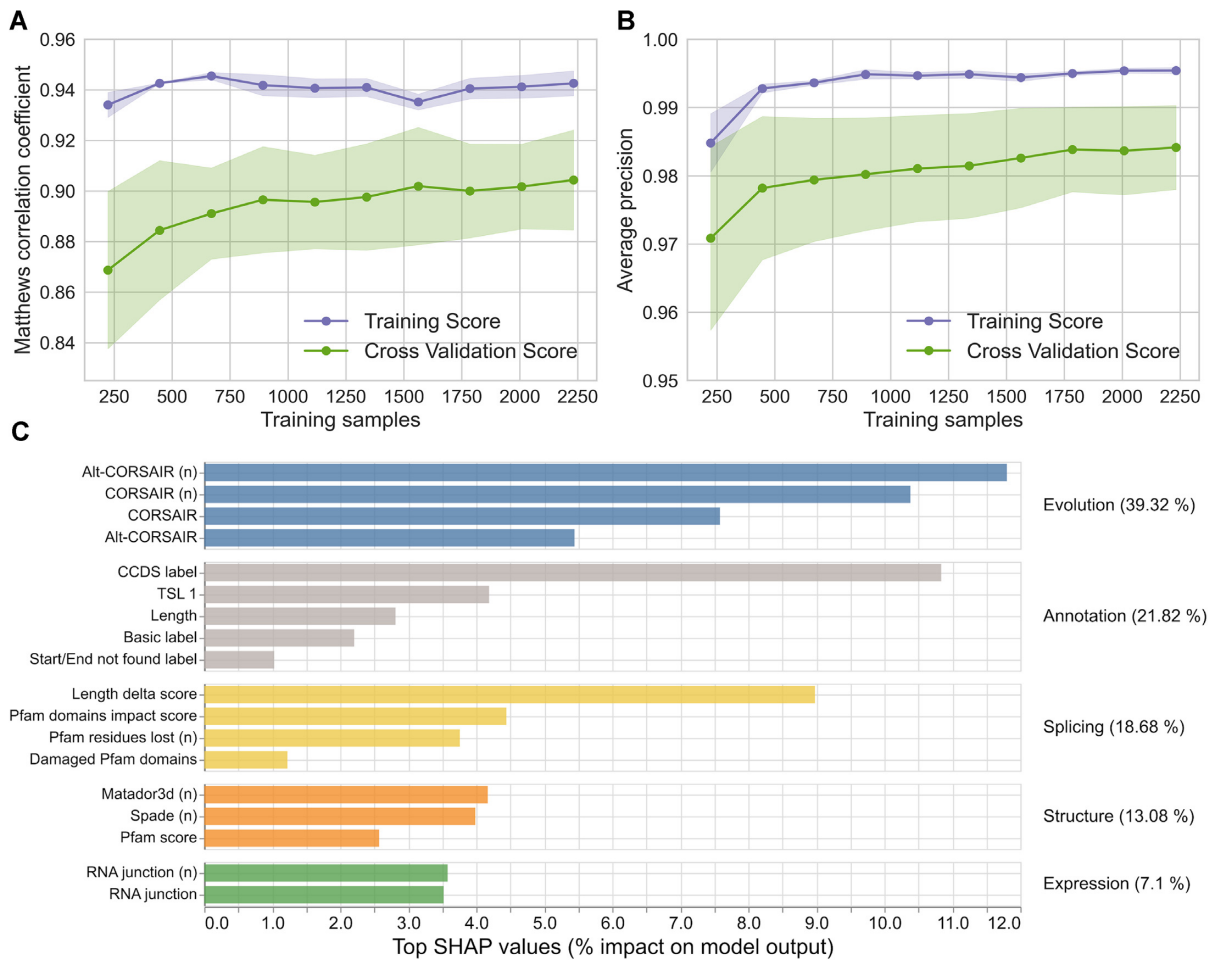 A
0.96
0.94
0.92
0.90
0.88
0.86
0.84
Matthews correlation coefficient
Training Score
Cross Validation Score
250 500 750 1000 1250 1500 1750 2000 2250
Training samples
B
1.00
0.99
0.98
0.97
0.96
0.95
Average precision
Training Score
Cross Validation Score
250 500 750 1000 1250 1500 1750 2000 2250
Training samples
C
Alt-CORSAIR (n)
CORSAIR (n)
CORSAIR
Alt-CORSAIR
Evolution (39.32 %)
CCDS label
TSL 1
Length
Basic label
Start/End not found label
Annotation (21.82 %)
Length delta score
Pfam domains impact score
Pfam residues lost (n)
Damaged Pfam domains
Splicing (18.68 %)
Matador3d (n)
Spade (n)
Pfam score
Structure (13.08 %)
RNA junction (n)
RNA junction
Expression (7.1 %)
0.0 1.0 2.0 3.0 4.0 5.0 6.0 7.0 8.0 9.0 10.0 11.0 12.0
Top SHAP values (% impact on model output)